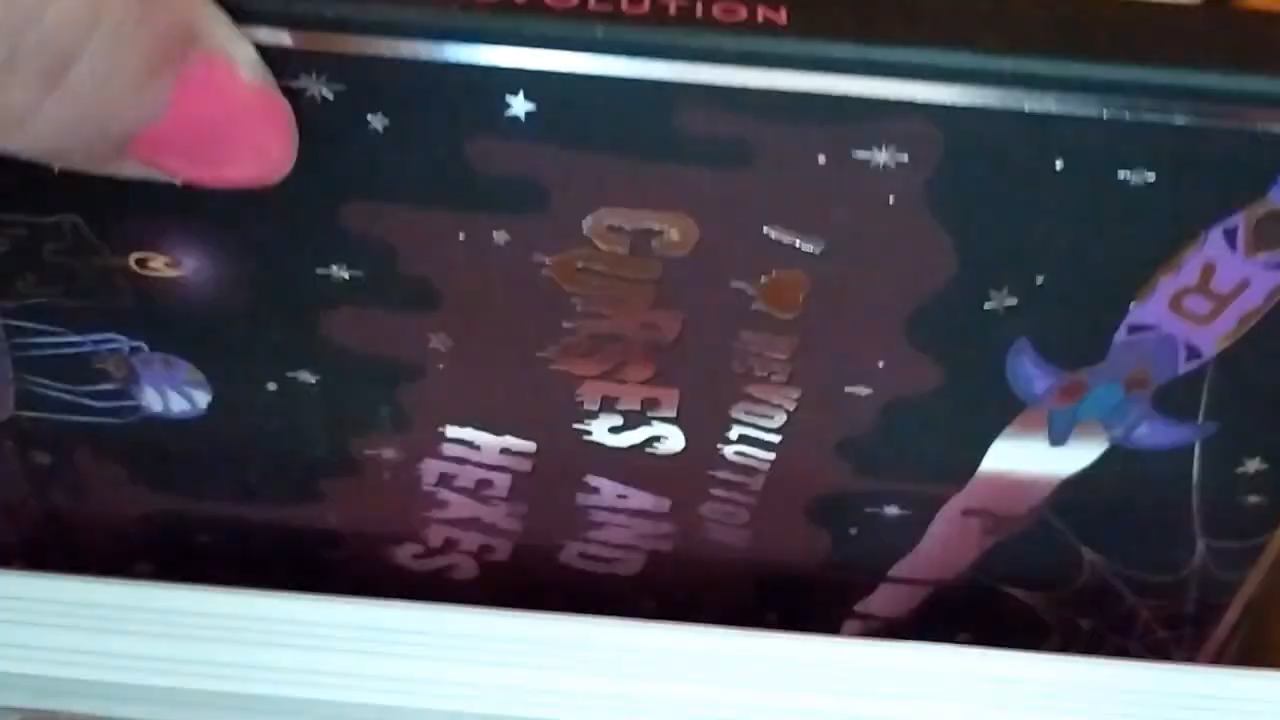 REVOLUTION
I REVOLUTION
CURSES AND
HEXES
R